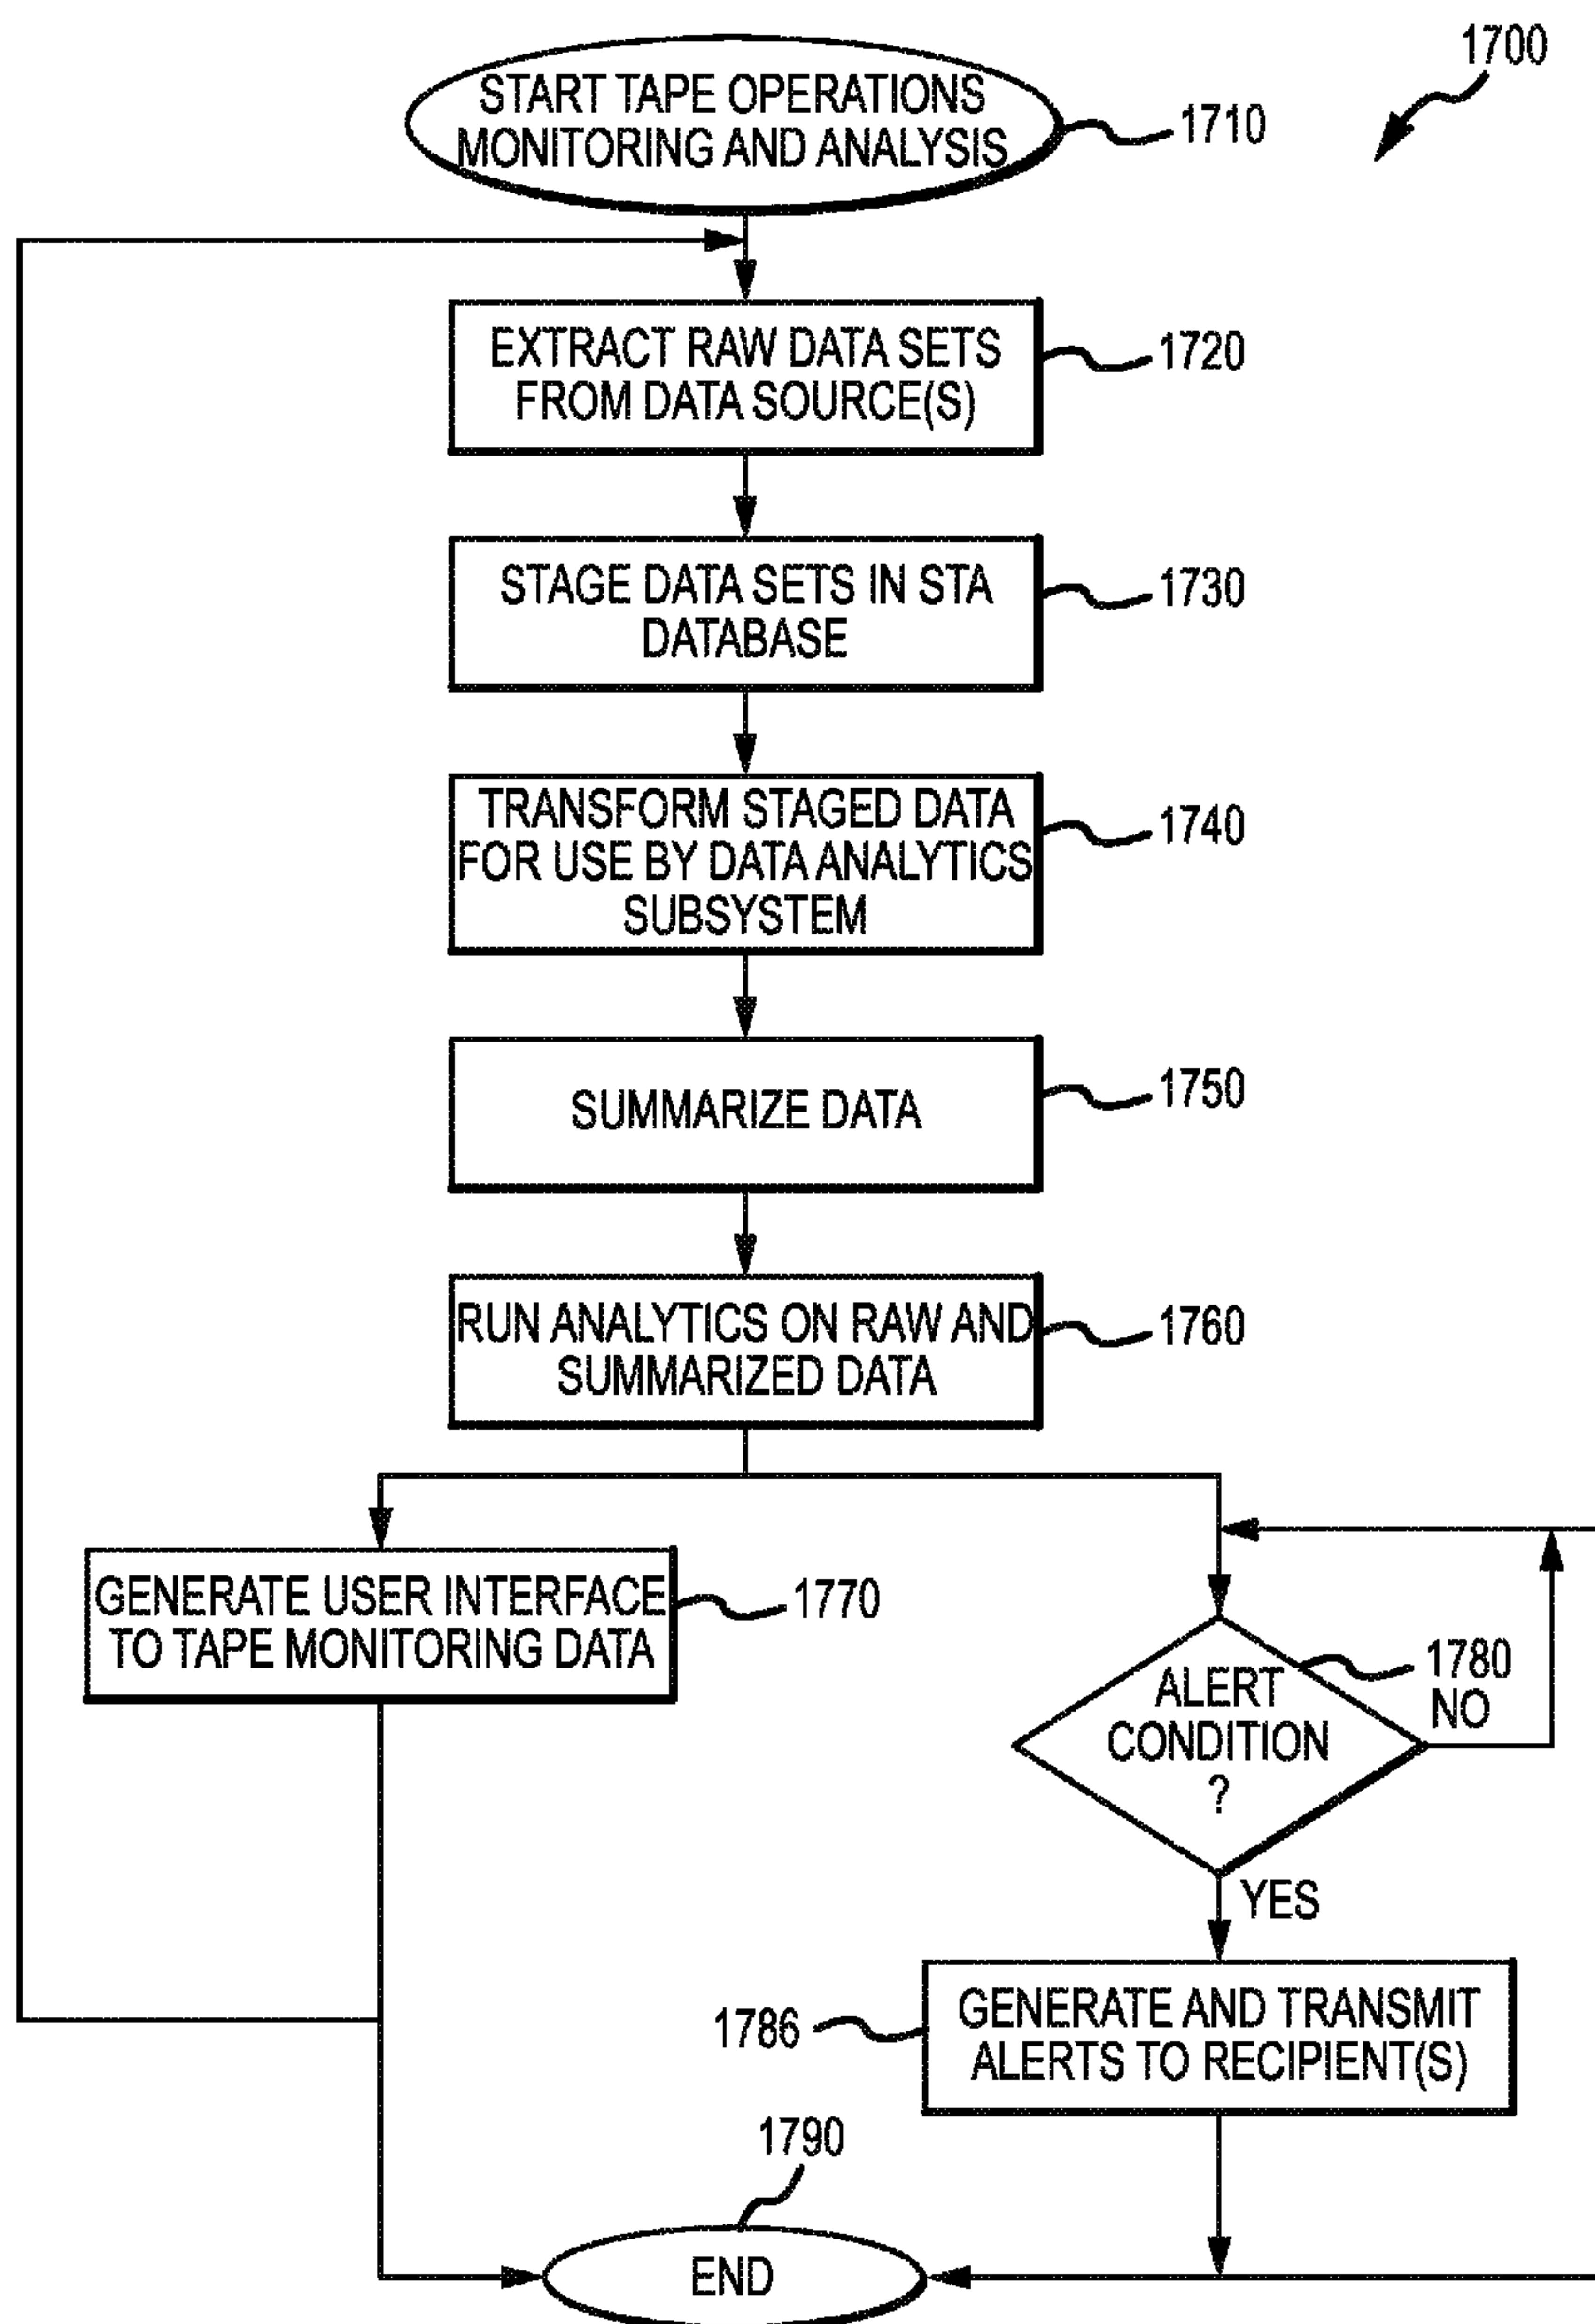 1700
START TAPE OPERATIONS
MONITORING AND ANALYSIS
1710
EXTRACT RAW DATA SETS
FROM DATA SOURCE(S)
1720
STAGE DATA SETS IN STA
DATABASE
1730
TRANSFORM STAGED DATA
FOR USE BY DATA ANALYTICS
SUBSYSTEM
1740
SUMMARIZE DATA
1750
RUN ANALYTICS ON RAW AND
SUMMARIZED DATA
1760
GENERATE USER INTERFACE
TO TAPE MONITORING DATA
1770
ALERT
CONDITION
?
1780
NO
YES
GENERATE AND TRANSMIT
ALERTS TO RECIPIENT(S)
1786
1790
END